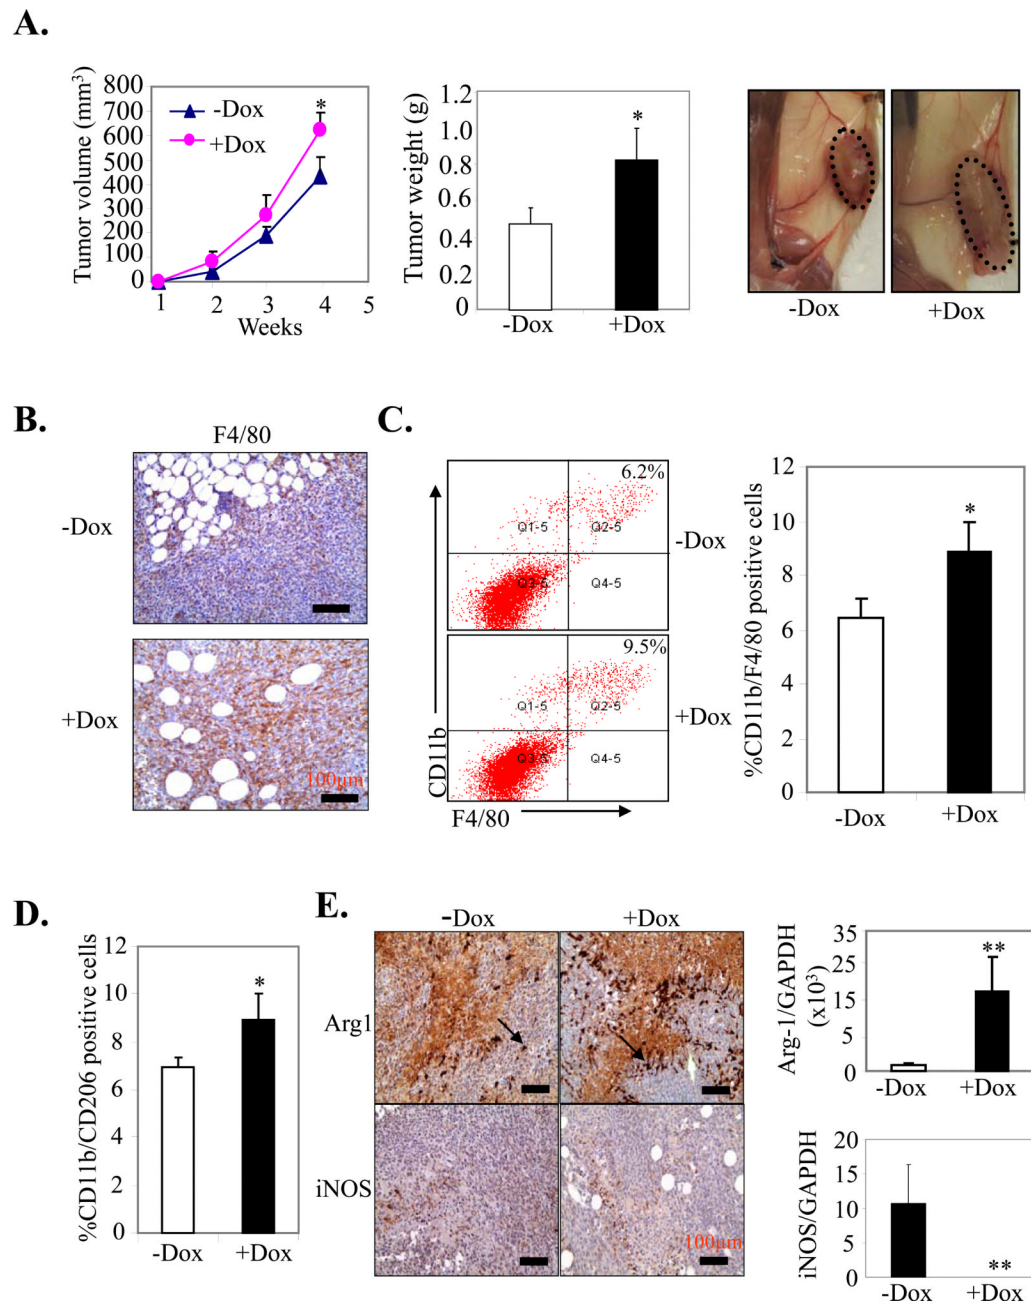 A.
Tumor volume (mm³)
800
700
600
500
400
300
200
100
0
-Dox
+Dox
*
1 2 3 4 5
Weeks
Tumor weight (g)
1.2
1.0
0.8
0.6
0.4
0.2
0
*
-Dox +Dox
-Dox +Dox
B.
F4/80
-Dox
+Dox
100µm
C.
6.2%
Q1-5 Q2-5
Q3-5 Q4-5
-Dox
9.5%
Q1-5 Q2-5
Q3-5 Q4-5
+Dox
CD11b
F4/80
%CD11b/F4/80 positive cells
12
10
8
6
4
2
0
*
-Dox +Dox
D.
%CD11b/CD206 positive cells
12
10
8
6
4
2
0
*
-Dox +Dox
E.
-Dox +Dox
Arg1
iNOS
100µm
Arg-1/GAPDH
(x10³)
35
25
15
5
0
**
-Dox +Dox
iNOS/GAPDH
20
15
10
5
0
**
-Dox +Dox